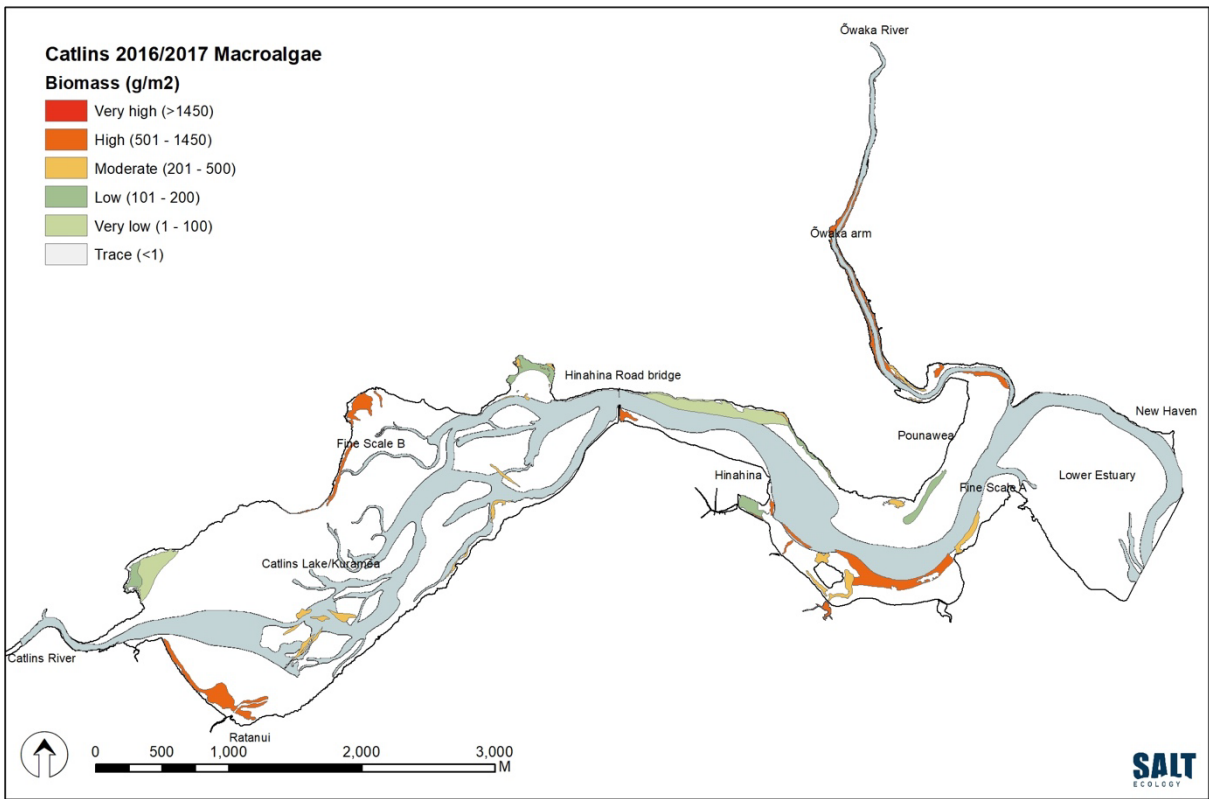 Catlins 2016/2017 Macroalgae
Biomass (g/m2)
Very high (>1450)
High (501 - 1450)
Moderate (201 - 500)
Low (101 - 200)
Very low (1 - 100)
Trace (<1)
Ōwaka River
Ōwaka arm
Hinahina Road bridge
New Haven
Pounawea
Fine Scale B
Hinahina
Fine Scale A
Lower Estuary
Catlins Lake/Kuramea
Catlins River
Ratanui
0 500 1,000 2,000 3,000
M
SALT
ECOLOGY